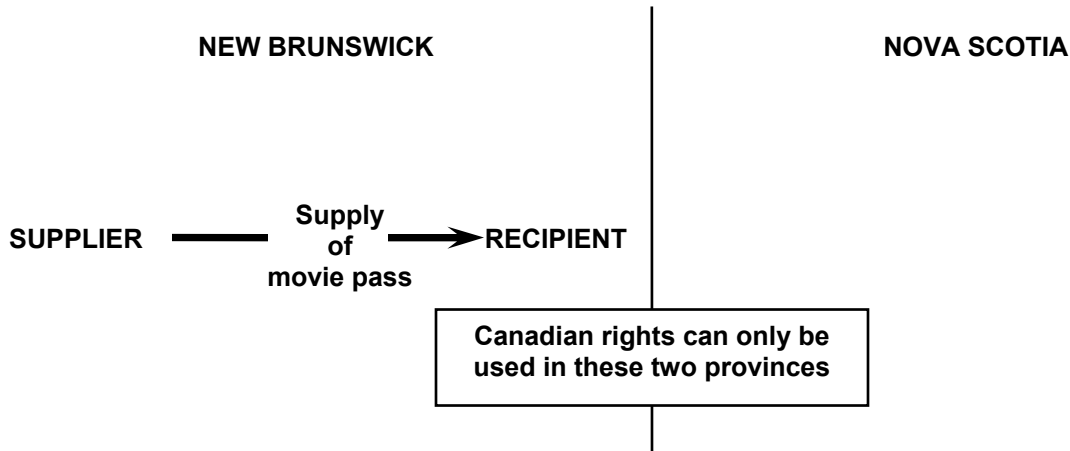 NEW BRUNSWICK
NOVA SCOTIA
Supply
of
movie pass
SUPPLIER
RECIPIENT
Canadian rights can only be
used in these two provinces